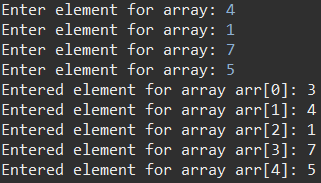 Enter element for array: 4
Enter element for array: 1
Enter element for array: 7
Enter element for array: 5
Entered element for array arr[0]: 3
Entered element for array arr[1]: 4
Entered element for array arr[2]: 1
Entered element for array arr[3]: 7
Entered element for array arr[4]: 5